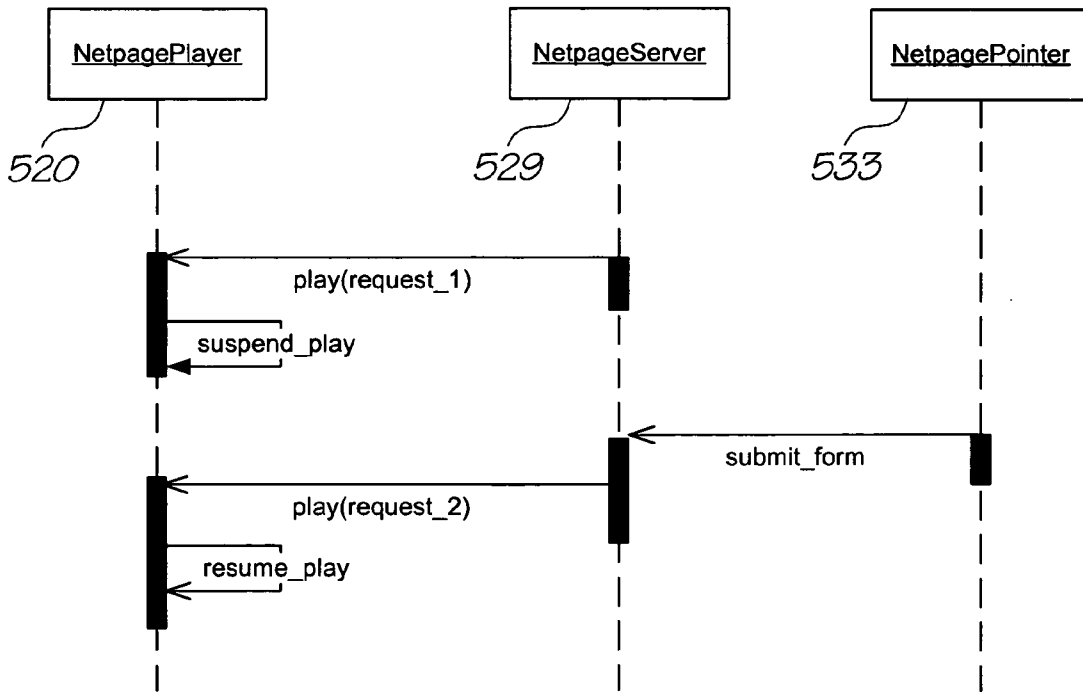 NetpagePlayer
NetpageServer
NetpagePointer
520
529
533
play(request_1)
suspend_play
submit_form
play(request_2)
resume_play